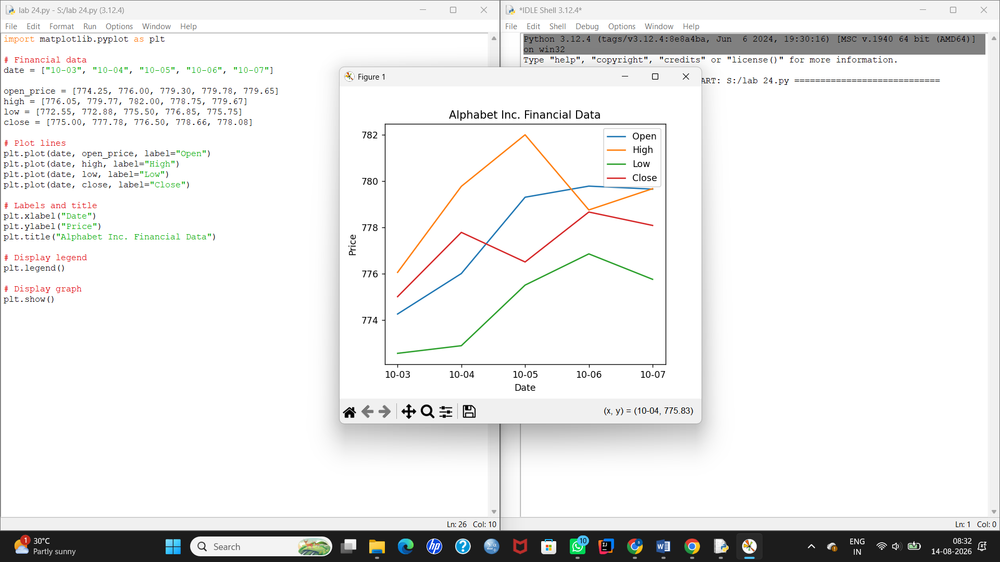 lab 24.py - S:/lab 24.py (3.12.4)
File Edit Format Run Options Window Help
import matplotlib.pyplot as plt
# Financial data
date = ["10-03", "10-04", "10-05", "10-06", "10-07"]
open_price = [774.25, 776.00, 779.30, 779.78, 779.65]
high = [776.05, 779.77, 782.00, 778.75, 779.67]
low = [772.55, 772.88, 775.50, 776.85, 775.75]
close = [775.00, 777.78, 776.50, 778.66, 778.08]
# Plot lines
plt.plot(date, open_price, label="Open")
plt.plot(date, high, label="High")
plt.plot(date, low, label="Low")
plt.plot(date, close, label="Close")
# Labels and title
plt.xlabel("Date")
plt.ylabel("Price")
plt.title("Alphabet Inc. Financial Data")
# Display legend
plt.legend()
# Display graph
plt.show()
Ln: 26 Col: 10
*IDLE Shell 3.12.4*
File Edit Shell Debug Options Window Help
Python 3.12.4 (tags/v3.12.4:8e8a4ba, Jun  6 2024, 19:30:16) [MSC v.1940 64 bit (AMD64)]
on win32
Type "help", "copyright", "credits" or "license()" for more information.
ART: S:/lab 24.py ============================
Ln: 1 Col: 0
Figure 1
Alphabet Inc. Financial Data
Open
High
Low
Close
782
780
778
776
774
Price
10-03 10-04 10-05 10-06 10-07
Date
(x, y) = (10-04, 775.83)
1
30°C
Partly sunny
Search
hp
10
ENG
IN
08:32
14-08-2026